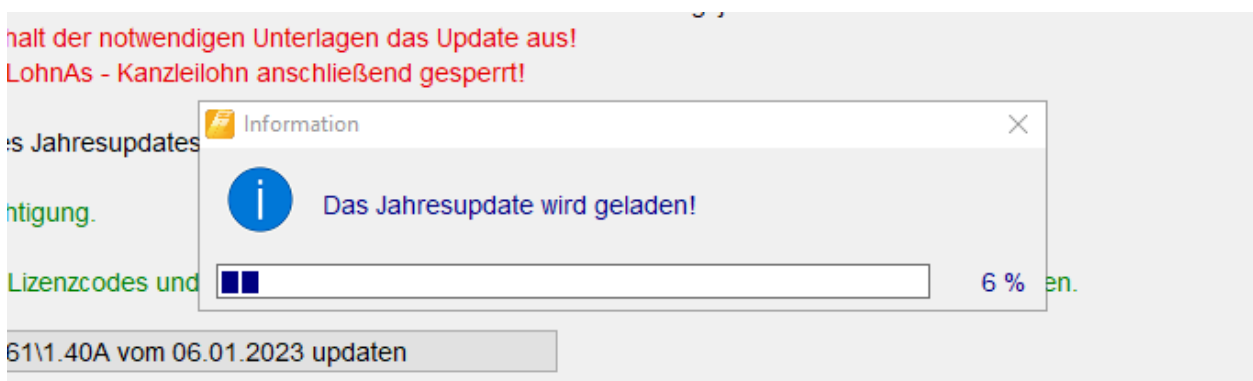 halt der notwendigen Unterlagen das Update aus!
LohnAs - Kanzleilohn anschließend gesperrt!
Information
s Jahresupdates
Das Jahresupdate wird geladen!
htigung.
Lizenzcodes und
6 % en.
61\1.40A vom 06.01.2023 updaten